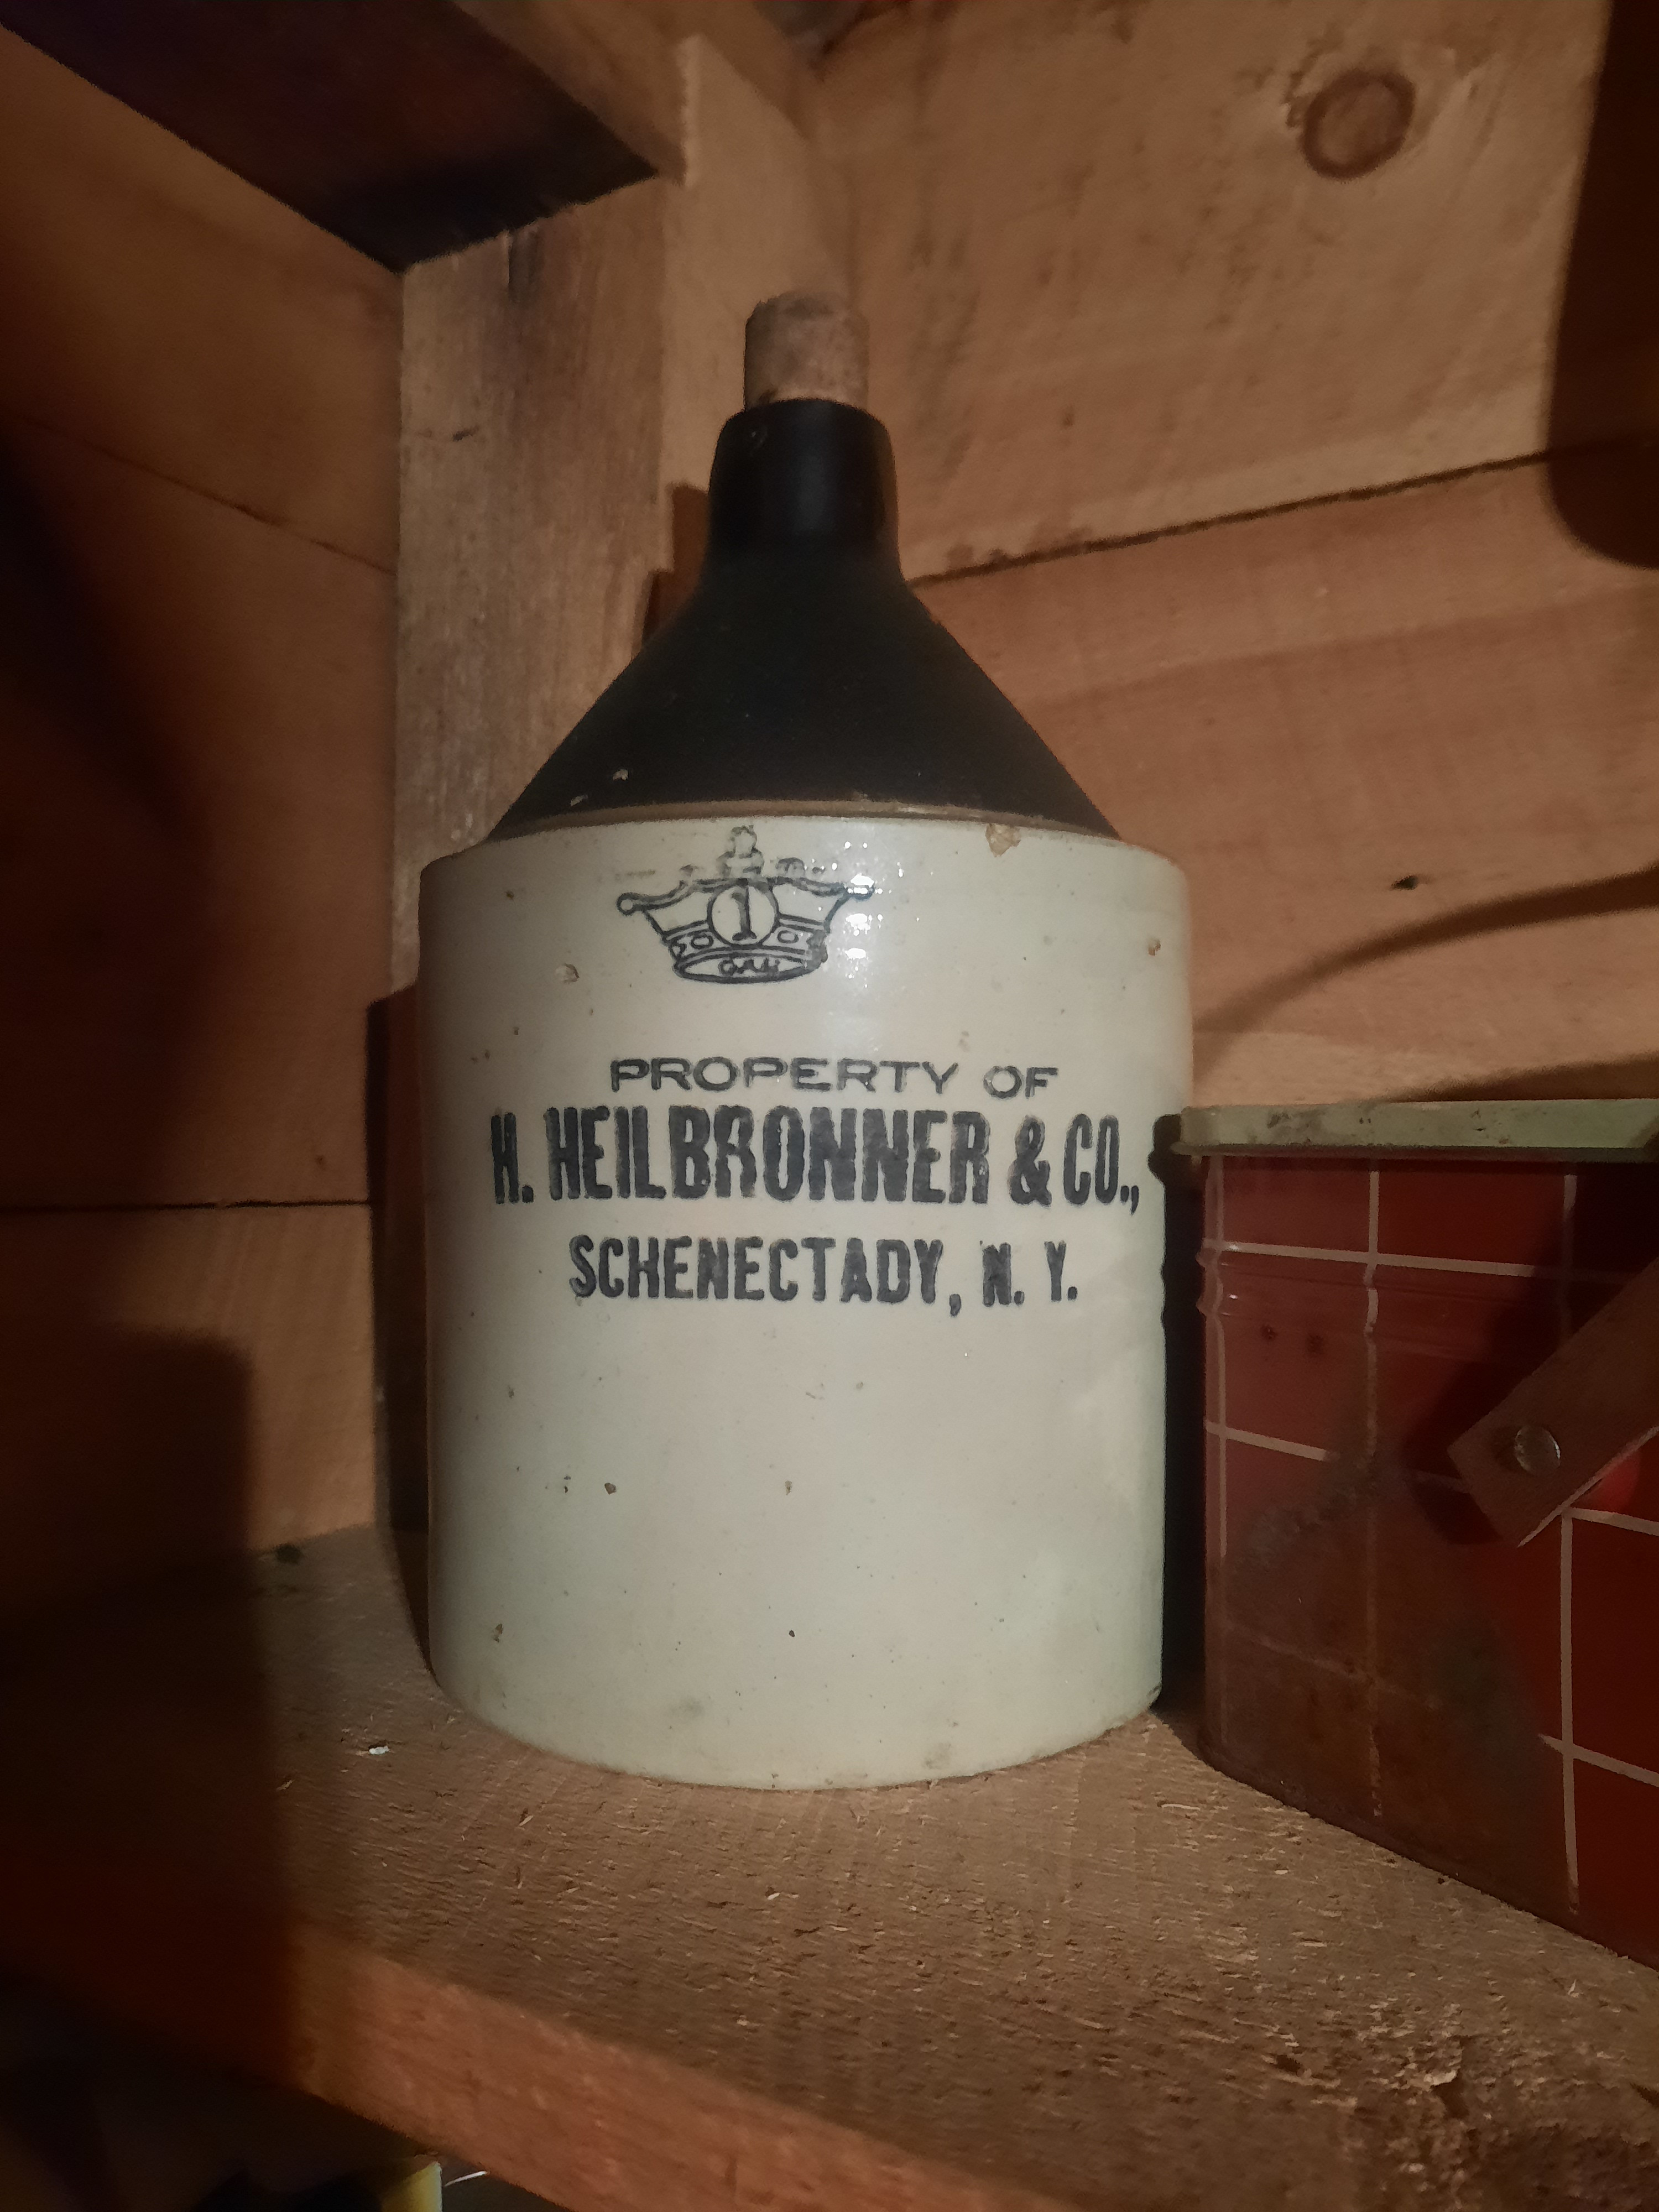 1
PROPERTY OF
H. HEILBRONNER & CO.,
SCHENECTADY, N. Y.